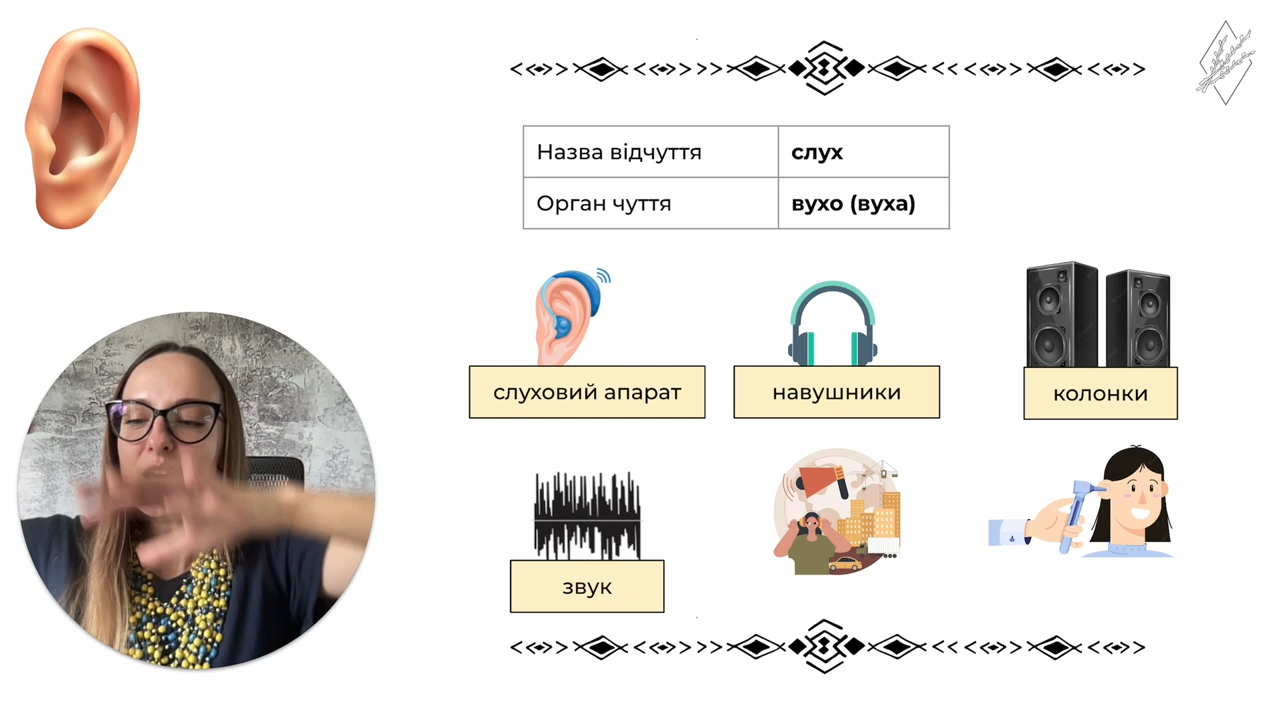 Назва відчуття слух
Орган чуття вухо (вуха)
слуховий апарат навушники колонки
звук